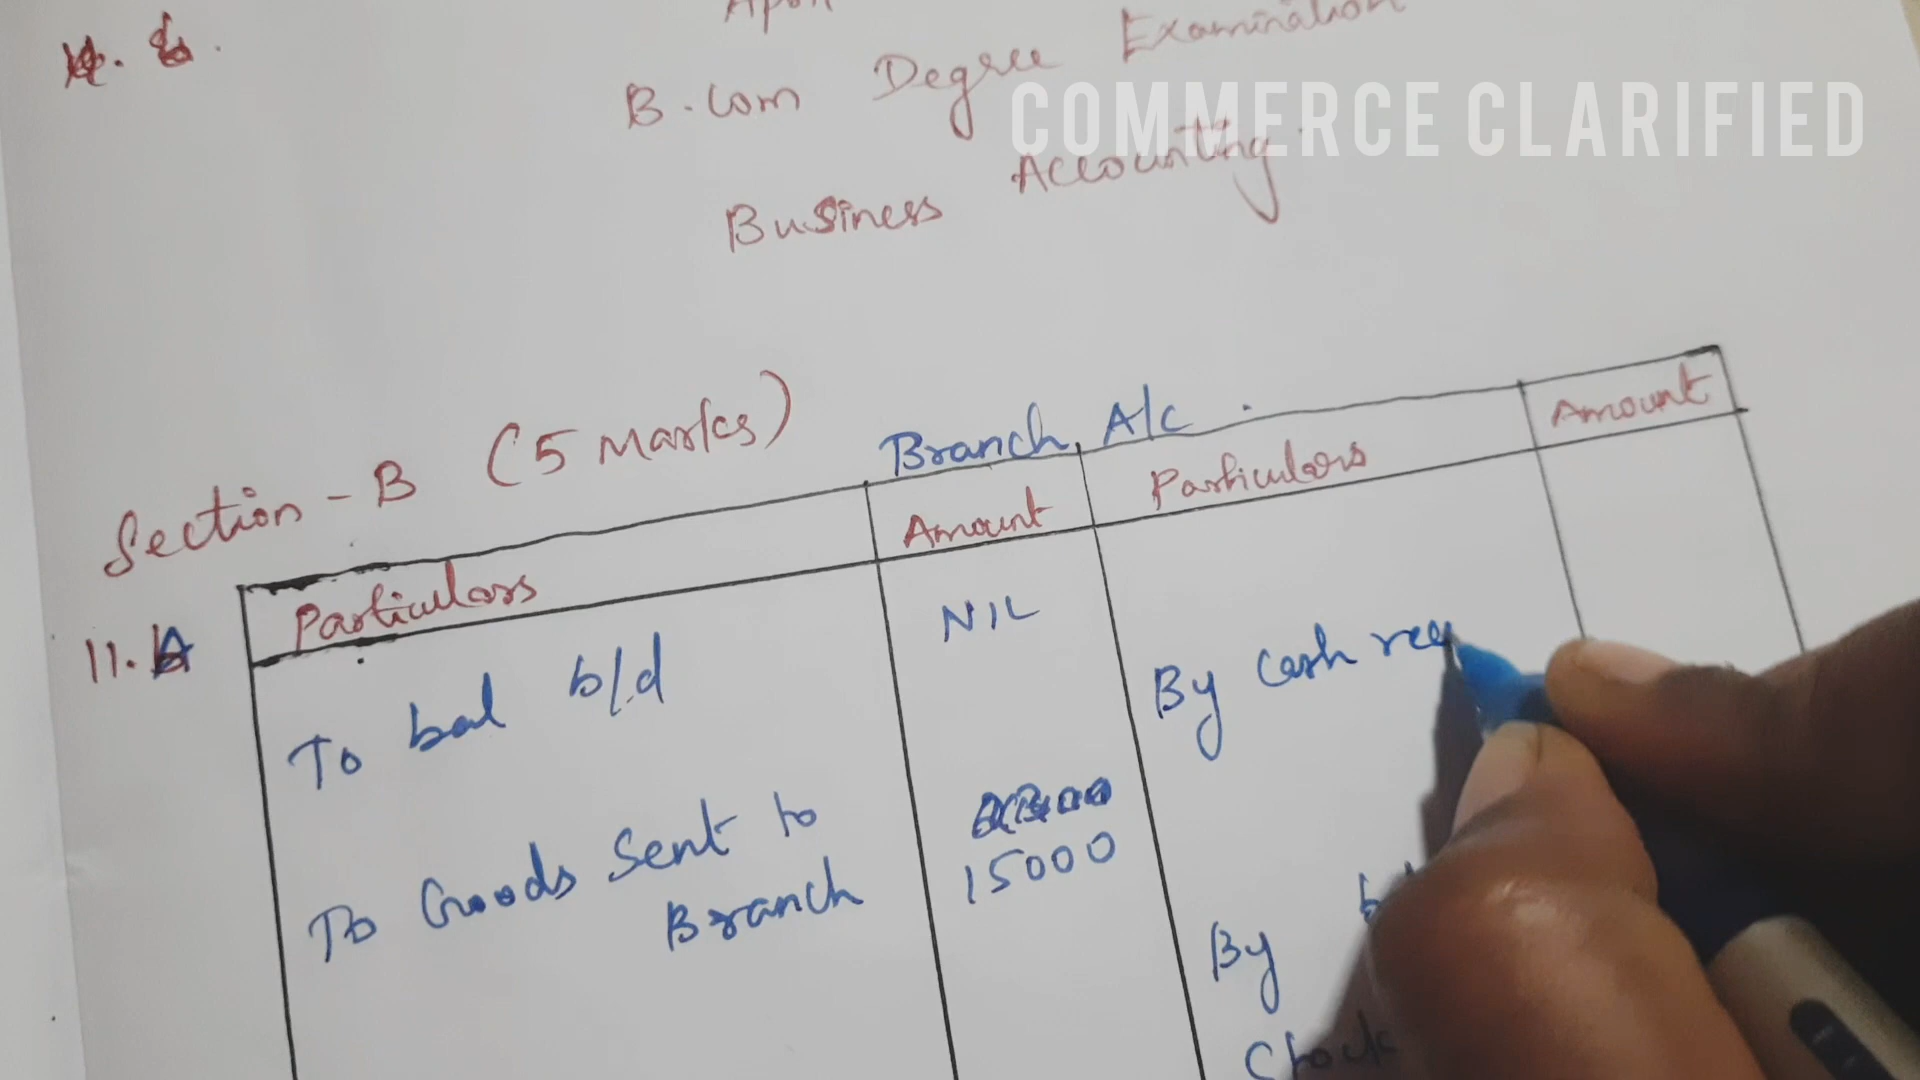 B.Com Degree Examination
COMMERCE CLARIFIED
Business Accounting
Section - B (5 Marks)
Branch A/c.
Particulars Amount Particulars Amount
11. A
To bal b/d NIL By Cash
To Goods Sent to
Branch 15000
By
Stock